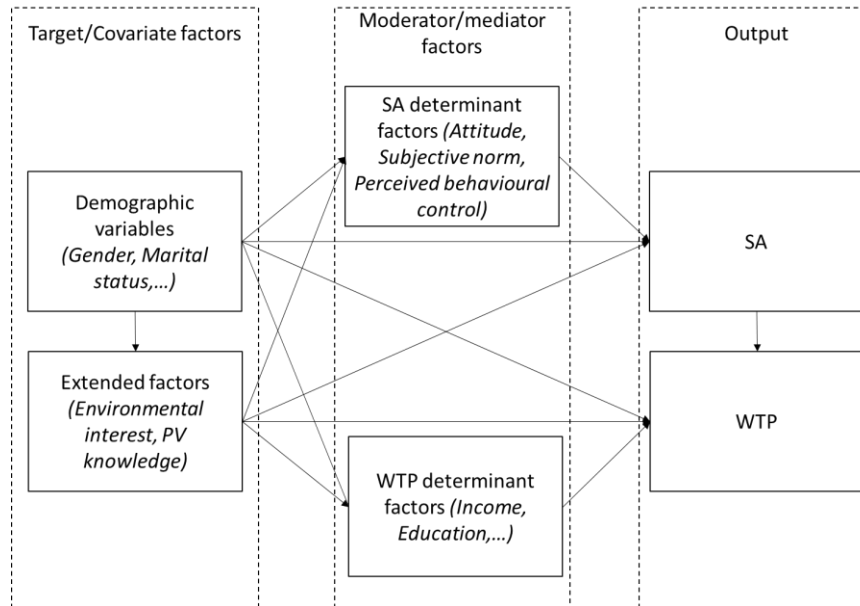 Target/Covariate factors
Moderator/mediator
factors
Output
SA determinant
factors (Attitude,
Subjective norm,
Perceived behavioural
control)
Demographic
variables
(Gender, Marital
status,...)
SA
Extended factors
(Environmental
interest, PV
knowledge)
WTP
WTP determinant
factors (Income,
Education,...)